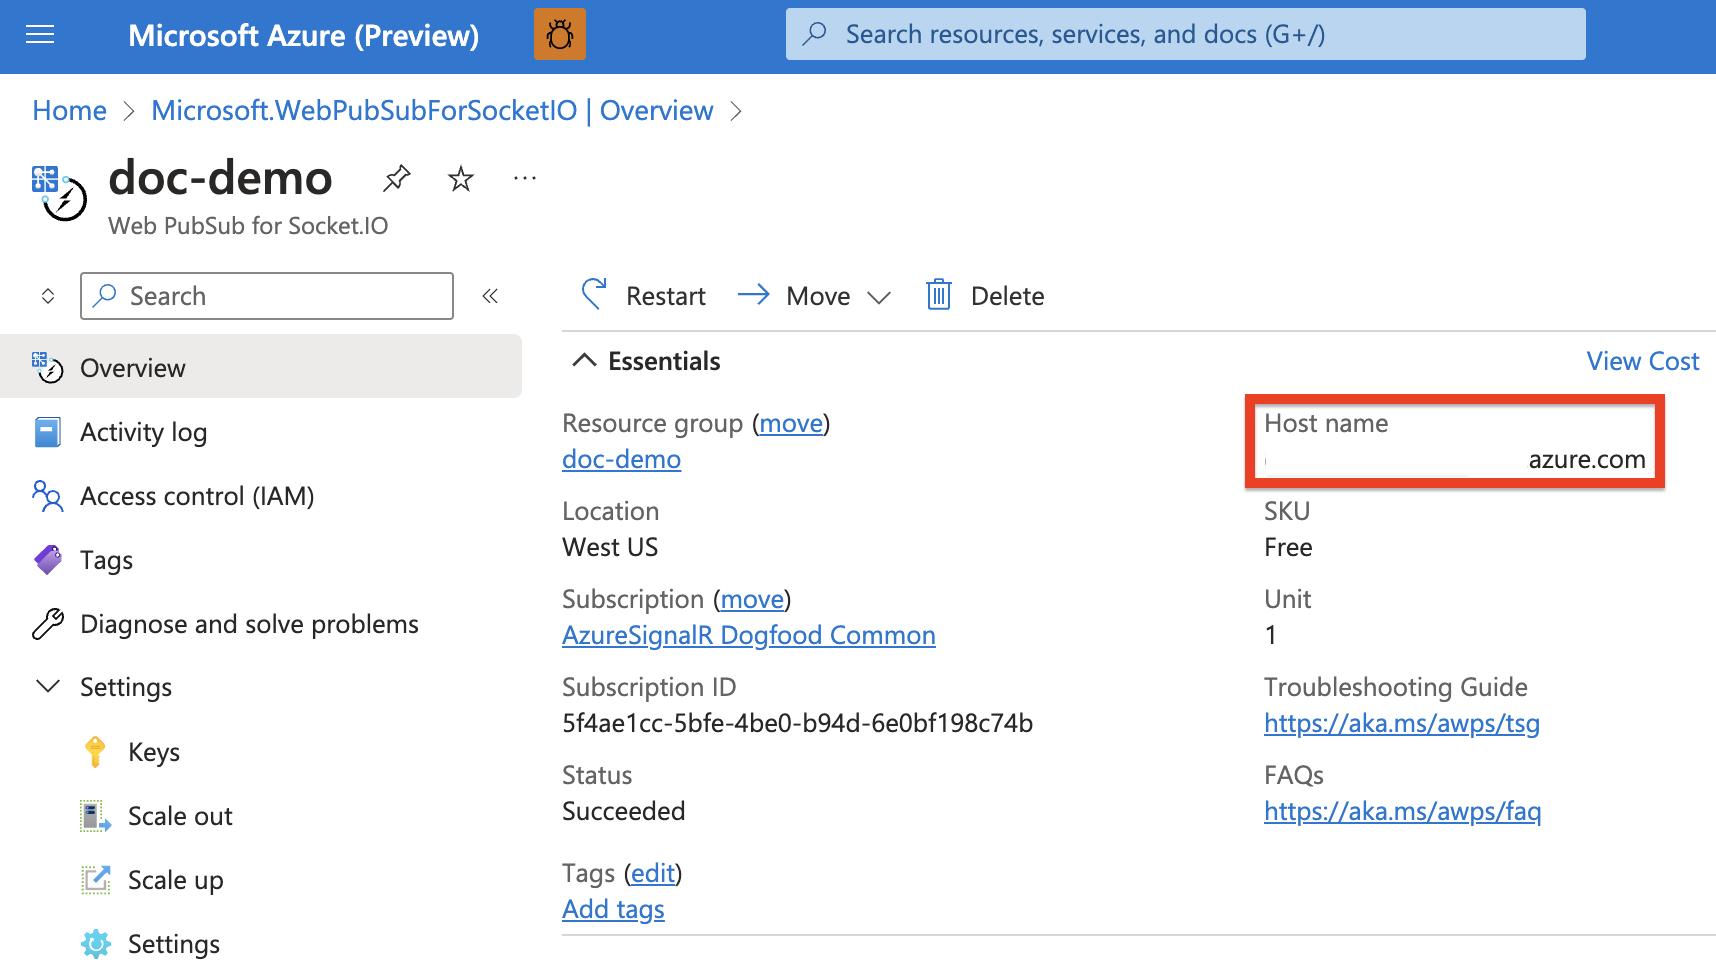 Microsoft Azure (Preview)
Search resources, services, and docs (G+/)
Home > Microsoft.WebPubSubForSocketIO | Overview >
doc-demo
Web PubSub for Socket.IO
Search
Overview
Activity log
Access control (IAM)
Tags
Diagnose and solve problems
Settings
Keys
Scale out
Scale up
Settings
Restart
Move
Delete
Essentials
View Cost
Resource group (move)
doc-demo
Location
West US
Subscription (move)
AzureSignalR Dogfood Common
Subscription ID
5f4ae1cc-5bfe-4be0-b94d-6e0bf198c74b
Status
Succeeded
Tags (edit)
Add tags
Host name
azure.com
SKU
Free
Unit
1
Troubleshooting Guide
https://aka.ms/awps/tsg
FAQs
https://aka.ms/awps/faq